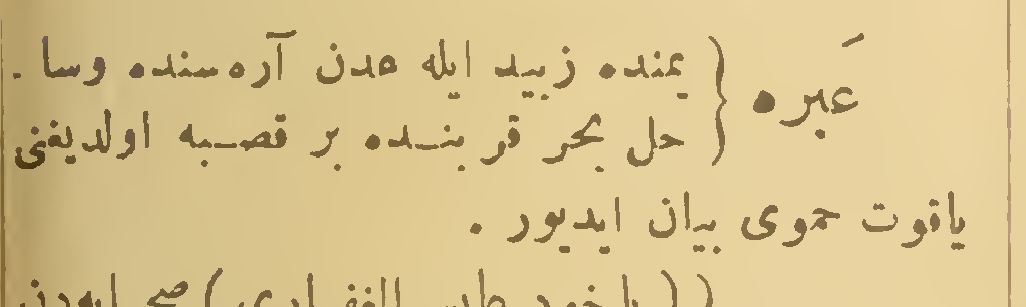 عَبره } يمنده زبيد ايله عدن آره سنده وسا -
حل بحر قربنده بر قصبه اولديغنى
ياقوت حموى بيان ايديور .